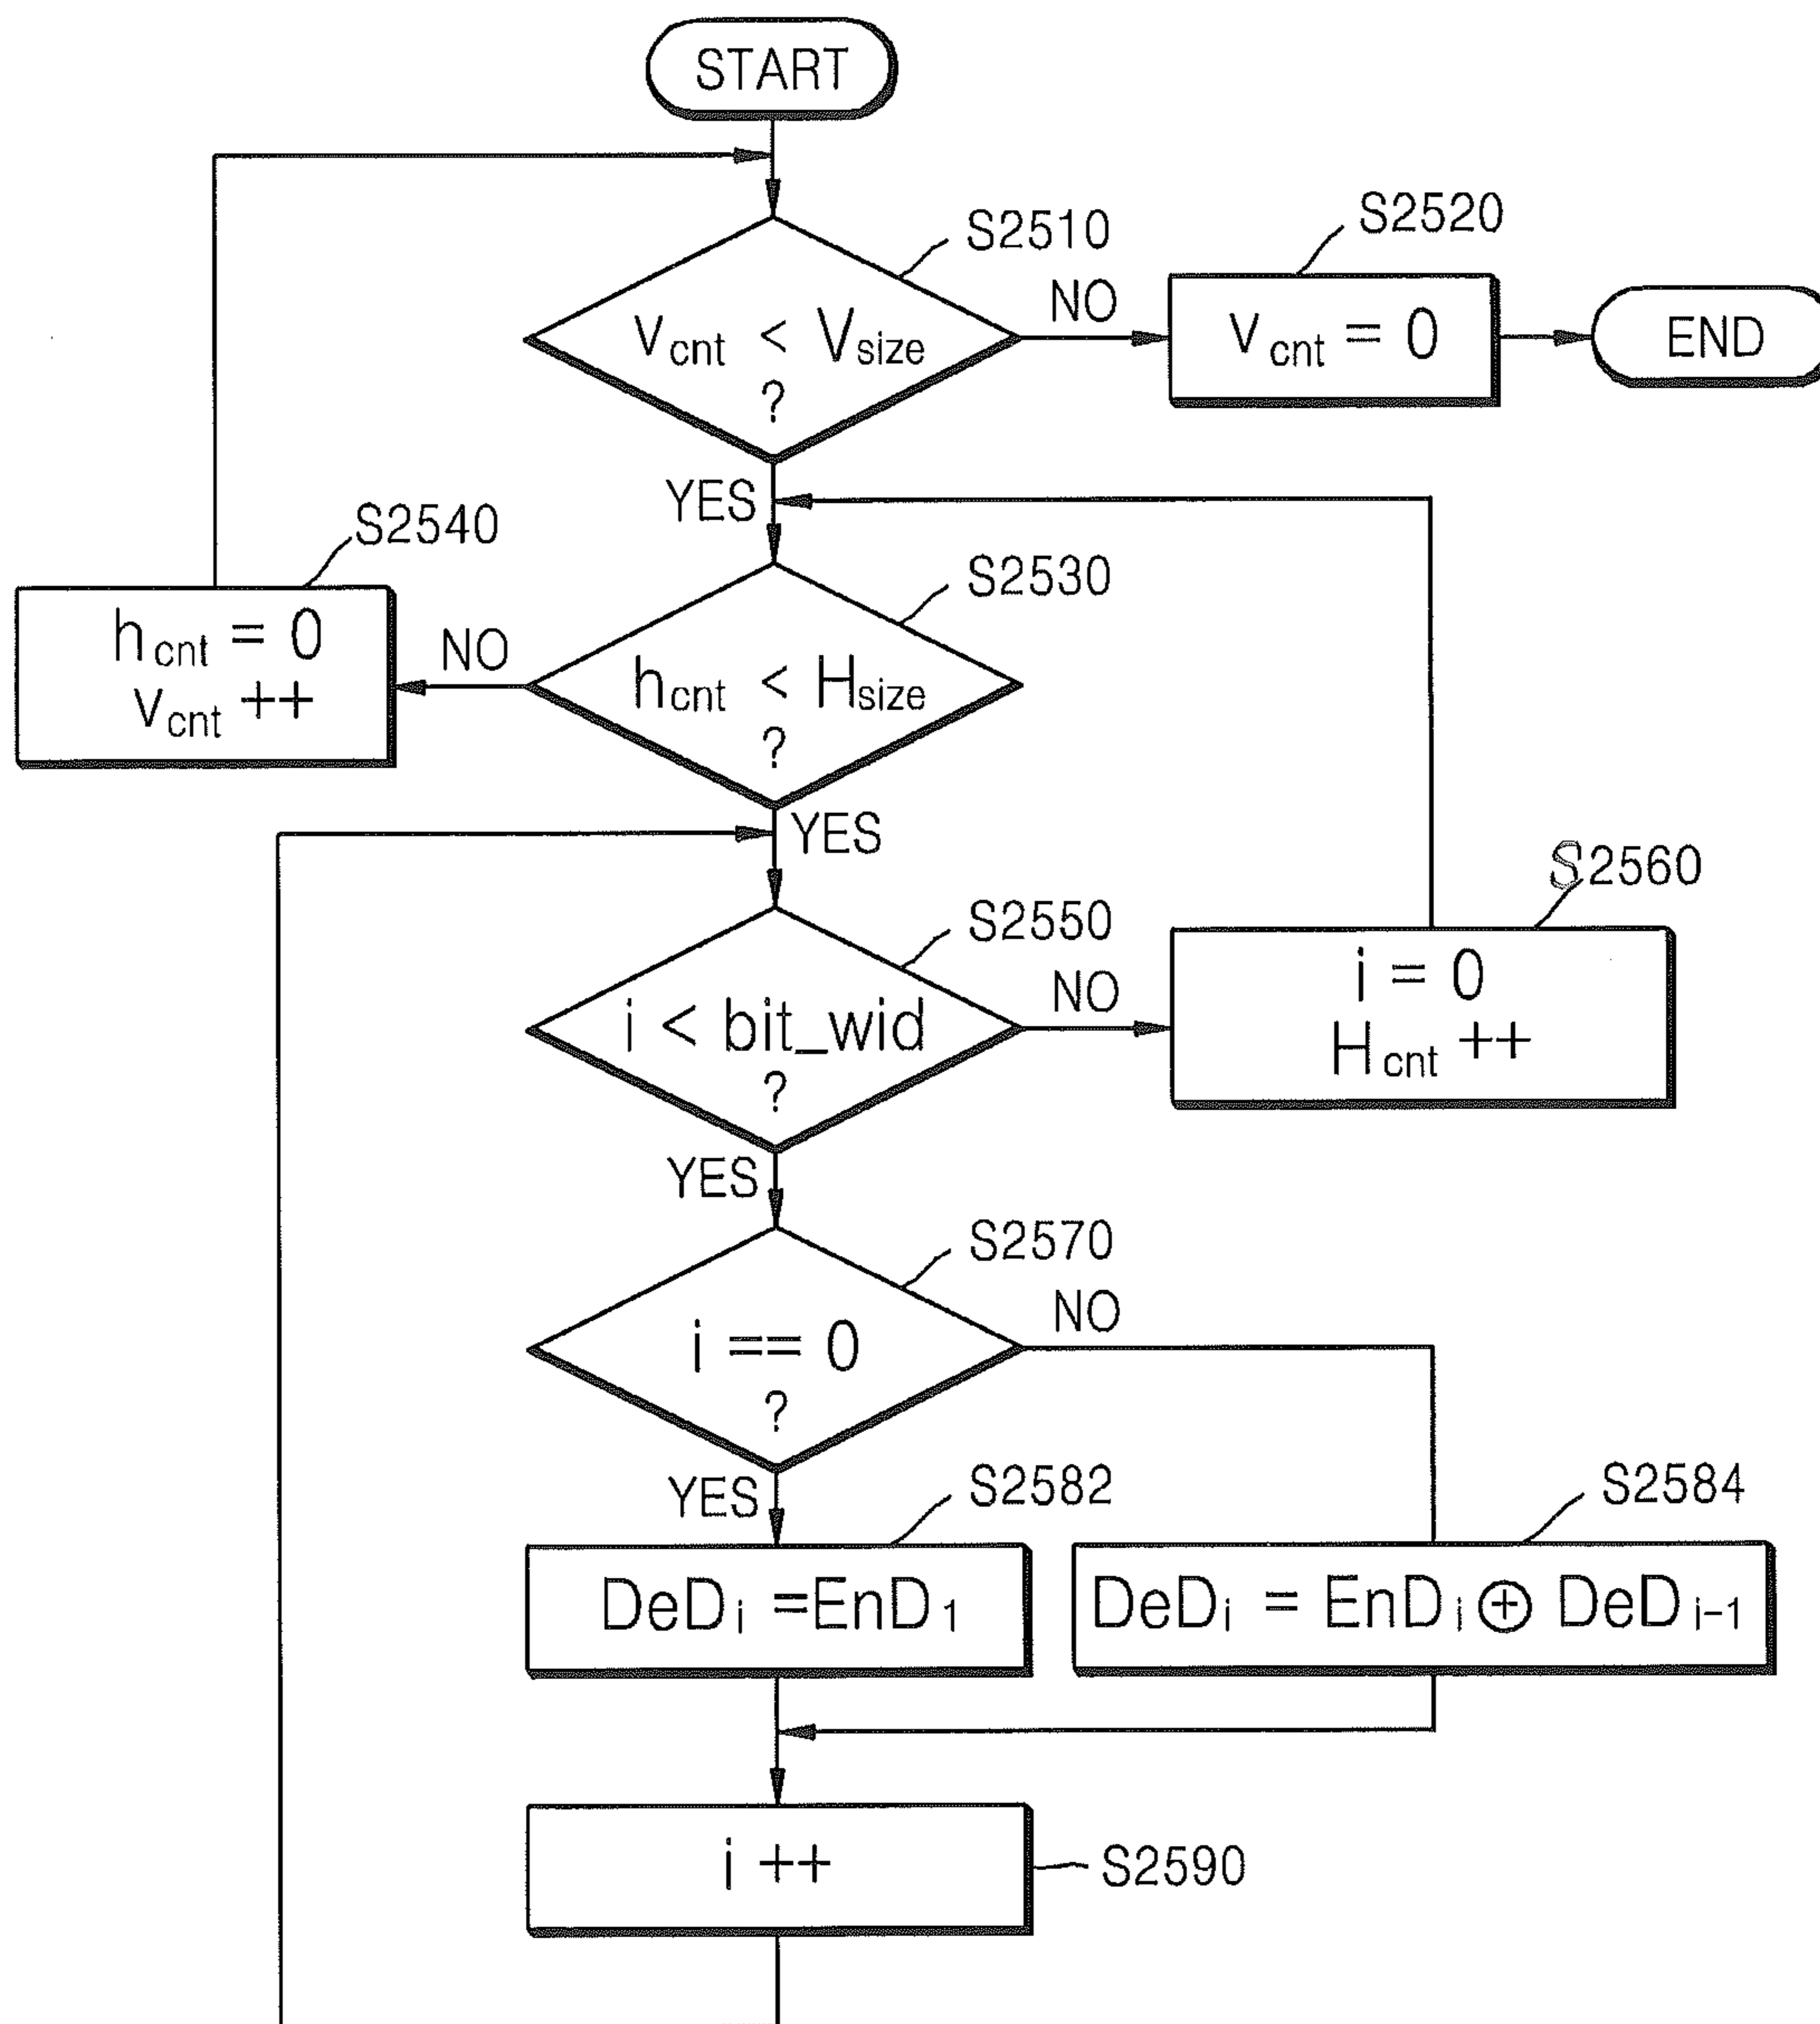 START
S2510
Vcnt < Vsize
?
NO
S2520
Vcnt = 0
END
YES
S2540
hcnt = 0
Vcnt ++
NO
S2530
hcnt < Hsize
?
YES
S2550
i < bit_wid
?
NO
S2560
i = 0
Hcnt ++
YES
S2570
i == 0
?
NO
YES
S2582
DeDi =EnD1
S2584
DeDi = EnDi ⊕ DeDi-1
i ++
S2590